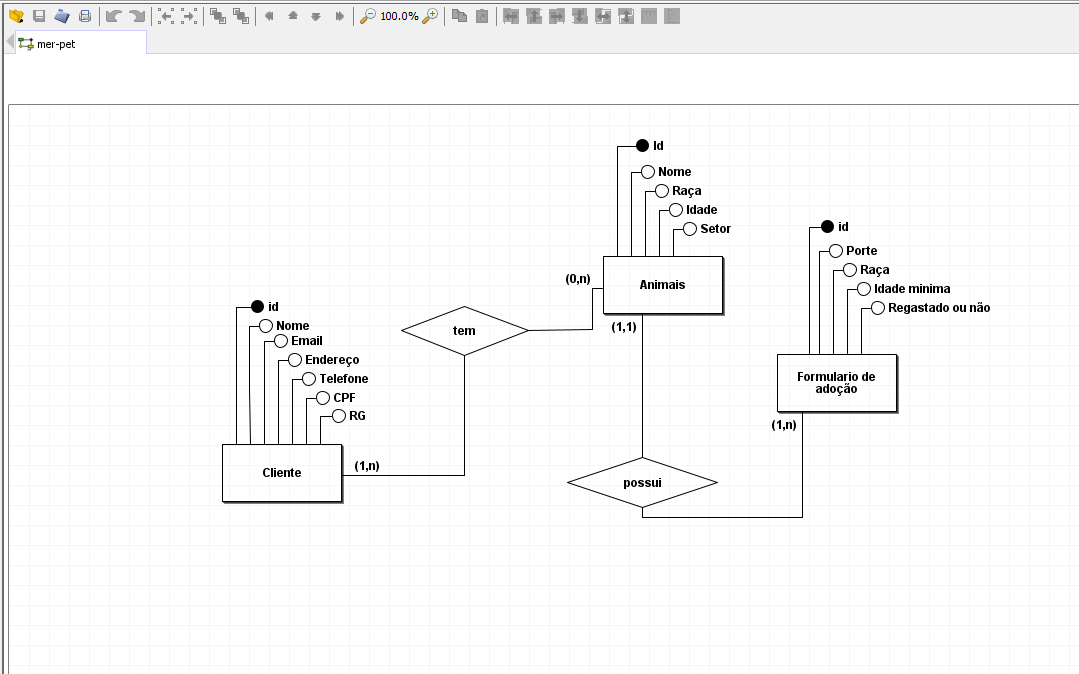 100.0%
mer-pet
Id
Nome
Raça
Idade
Setor
id
Porte
Raça
Idade minima
Regastado ou não
(0,n)
Animais
(1,1)
id
Nome
Email
Endereço
Telefone
CPF
RG
tem
Formulario de
adoção
(1,n)
Cliente
(1,n)
possui